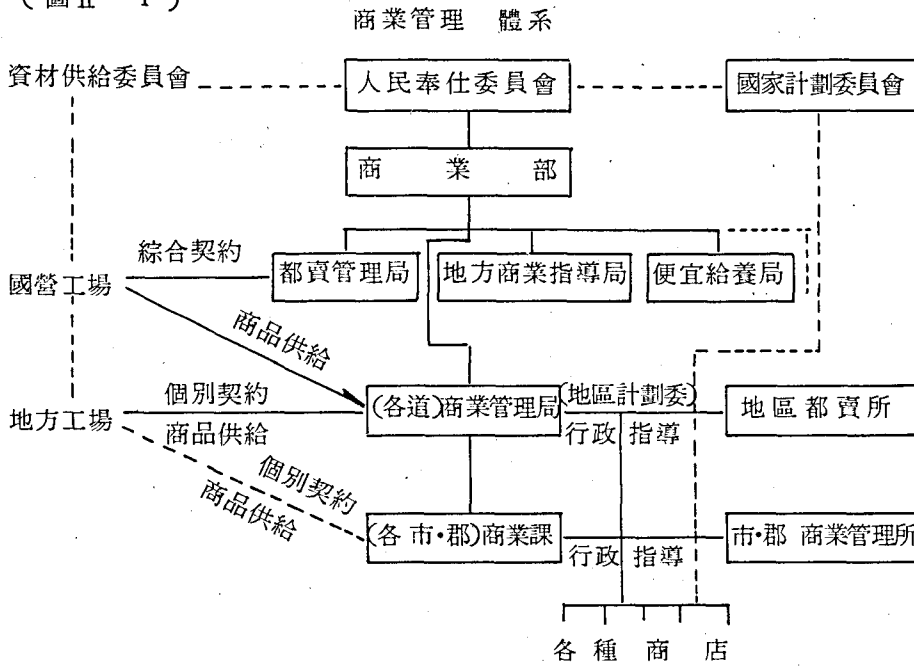 (圖Ⅱ-1)
商業管理 體系
資材供給委員會
人民奉仕委員會
國家計劃委員會
商業部
綜合契約
國營工場
都賣管理局
地方商業指導局
便宜給養局
商品供給
個別契約
地方工場
商品供給
(各道)商業管理局
(地區計劃委)
行政 指導
地區都賣所
個別契約
商品供給
(各市·郡)商業課
行政 指導
市·郡 商業管理所
各種商店